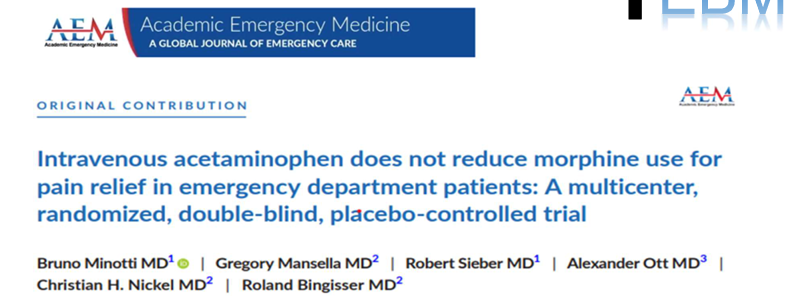 EBM
AEM
Academic Emergency Medicine
Academic Emergency Medicine
A GLOBAL JOURNAL OF EMERGENCY CARE
AEM
Academic Emergency Medicine
ORIGINAL CONTRIBUTION
Intravenous acetaminophen does not reduce morphine use for
pain relief in emergency department patients: A multicenter,
randomized, double-blind, placebo-controlled trial
Bruno Minotti MD1 iD | Gregory Mansella MD2 | Robert Sieber MD1 | Alexander Ott MD3 |
Christian H. Nickel MD2 | Roland Bingisser MD2